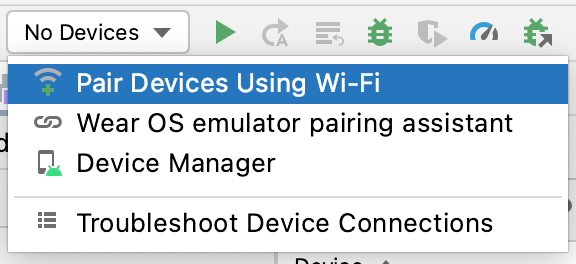 No Devices
Pair Devices Using Wi-Fi
Wear OS emulator pairing assistant
Device Manager
Troubleshoot Device Connections